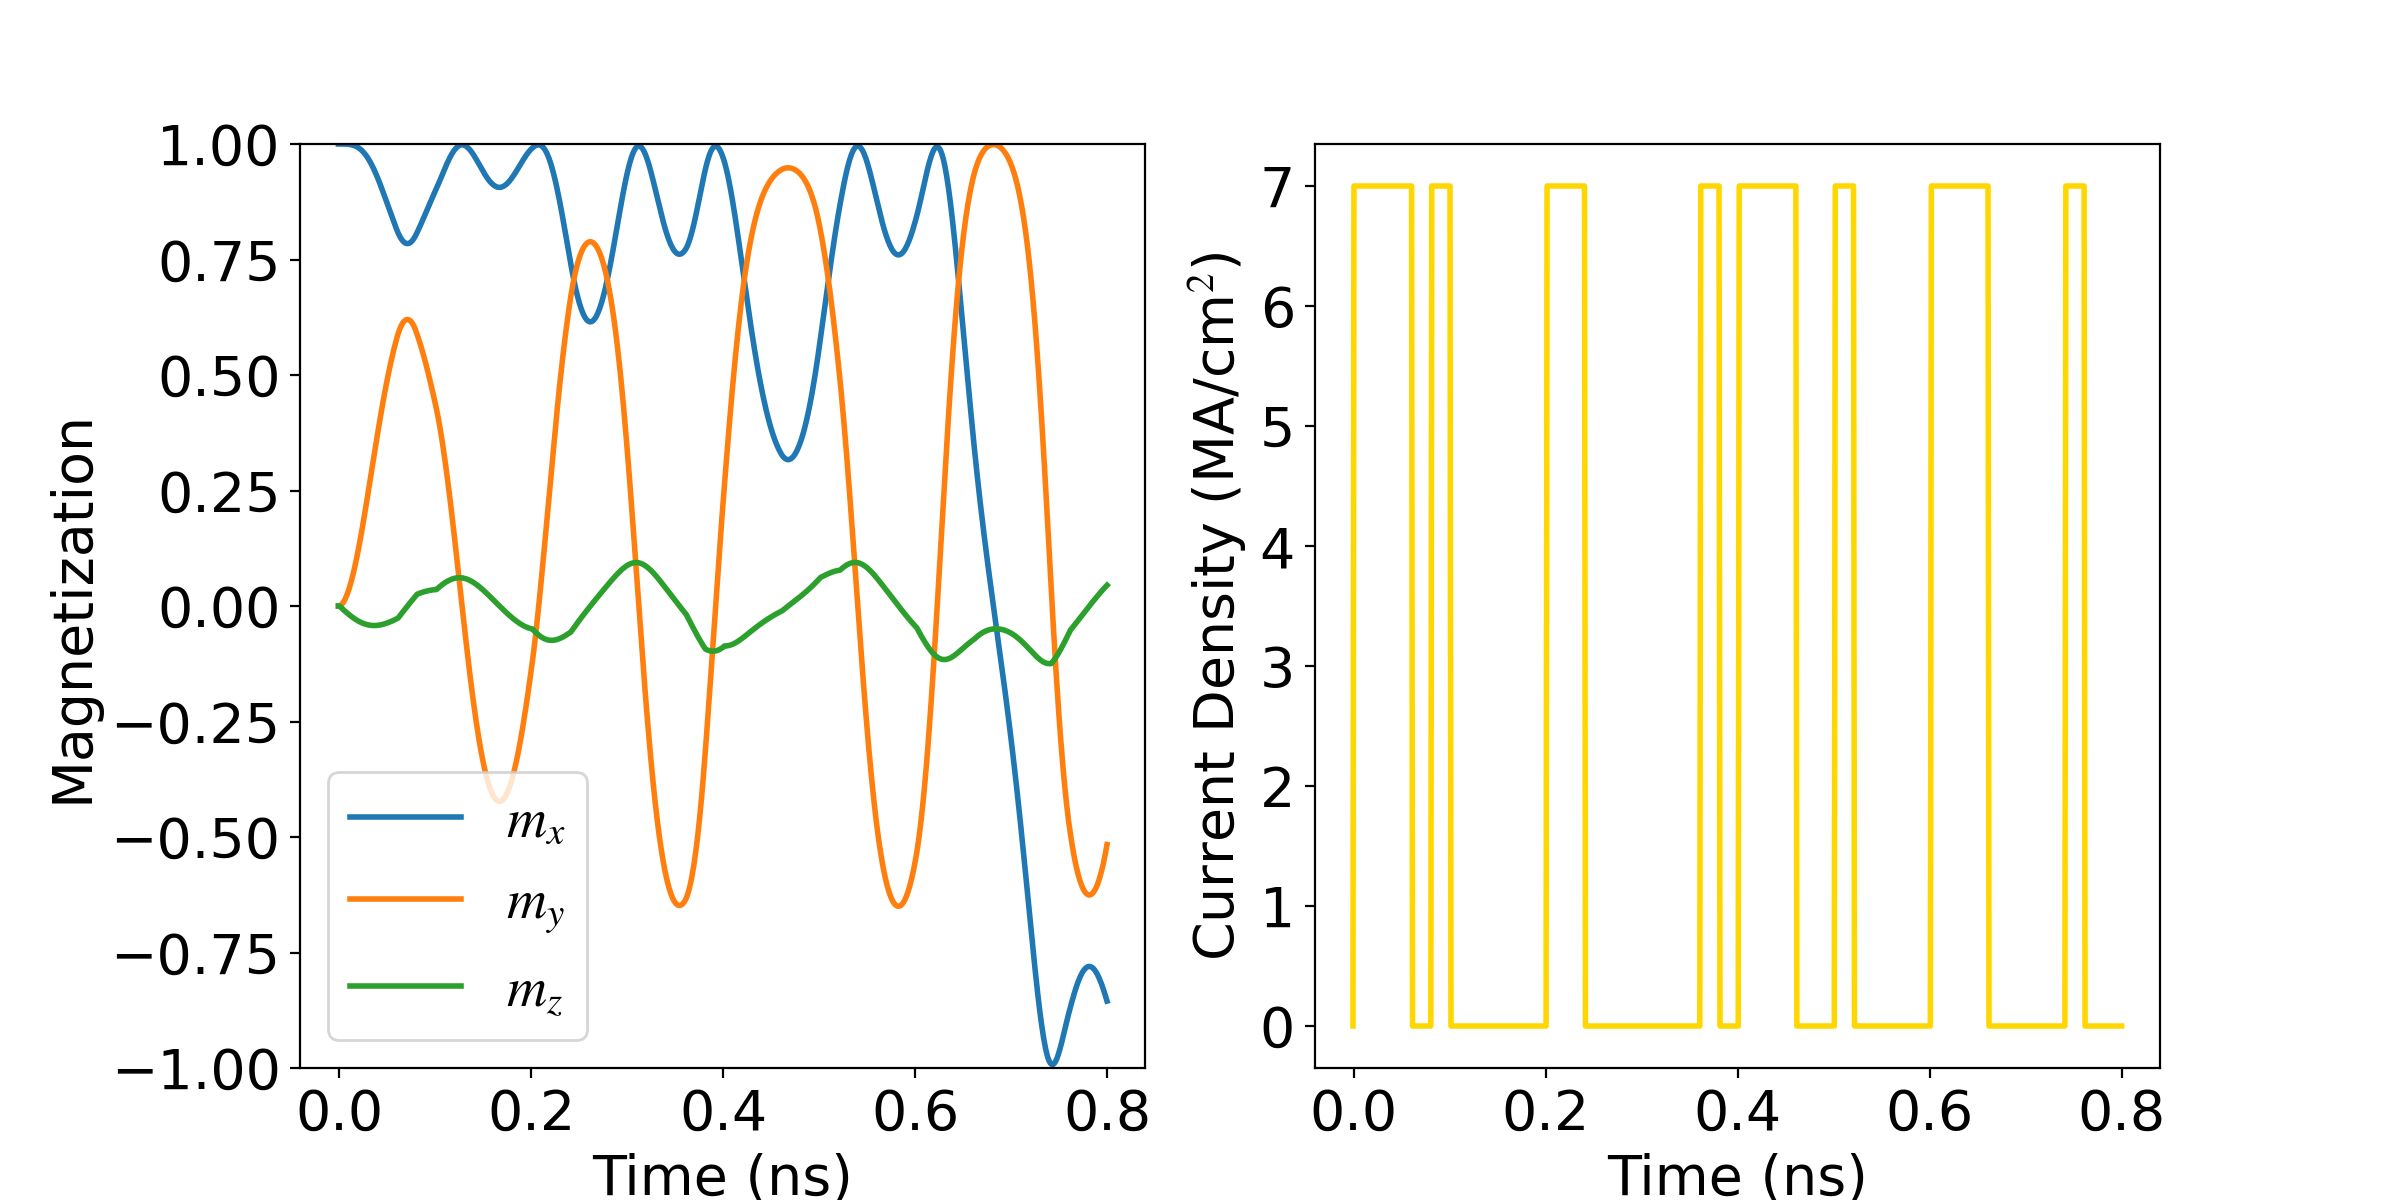 1.00
0.75
0.50
0.25
0.00
−0.25
−0.50
−0.75
−1.00
Magnetization
m_x
m_y
m_z
0.0 0.2 0.4 0.6 0.8
Time (ns)
7
6
5
4
3
2
1
0
Current Density (MA/cm²)
0.0 0.2 0.4 0.6 0.8
Time (ns)